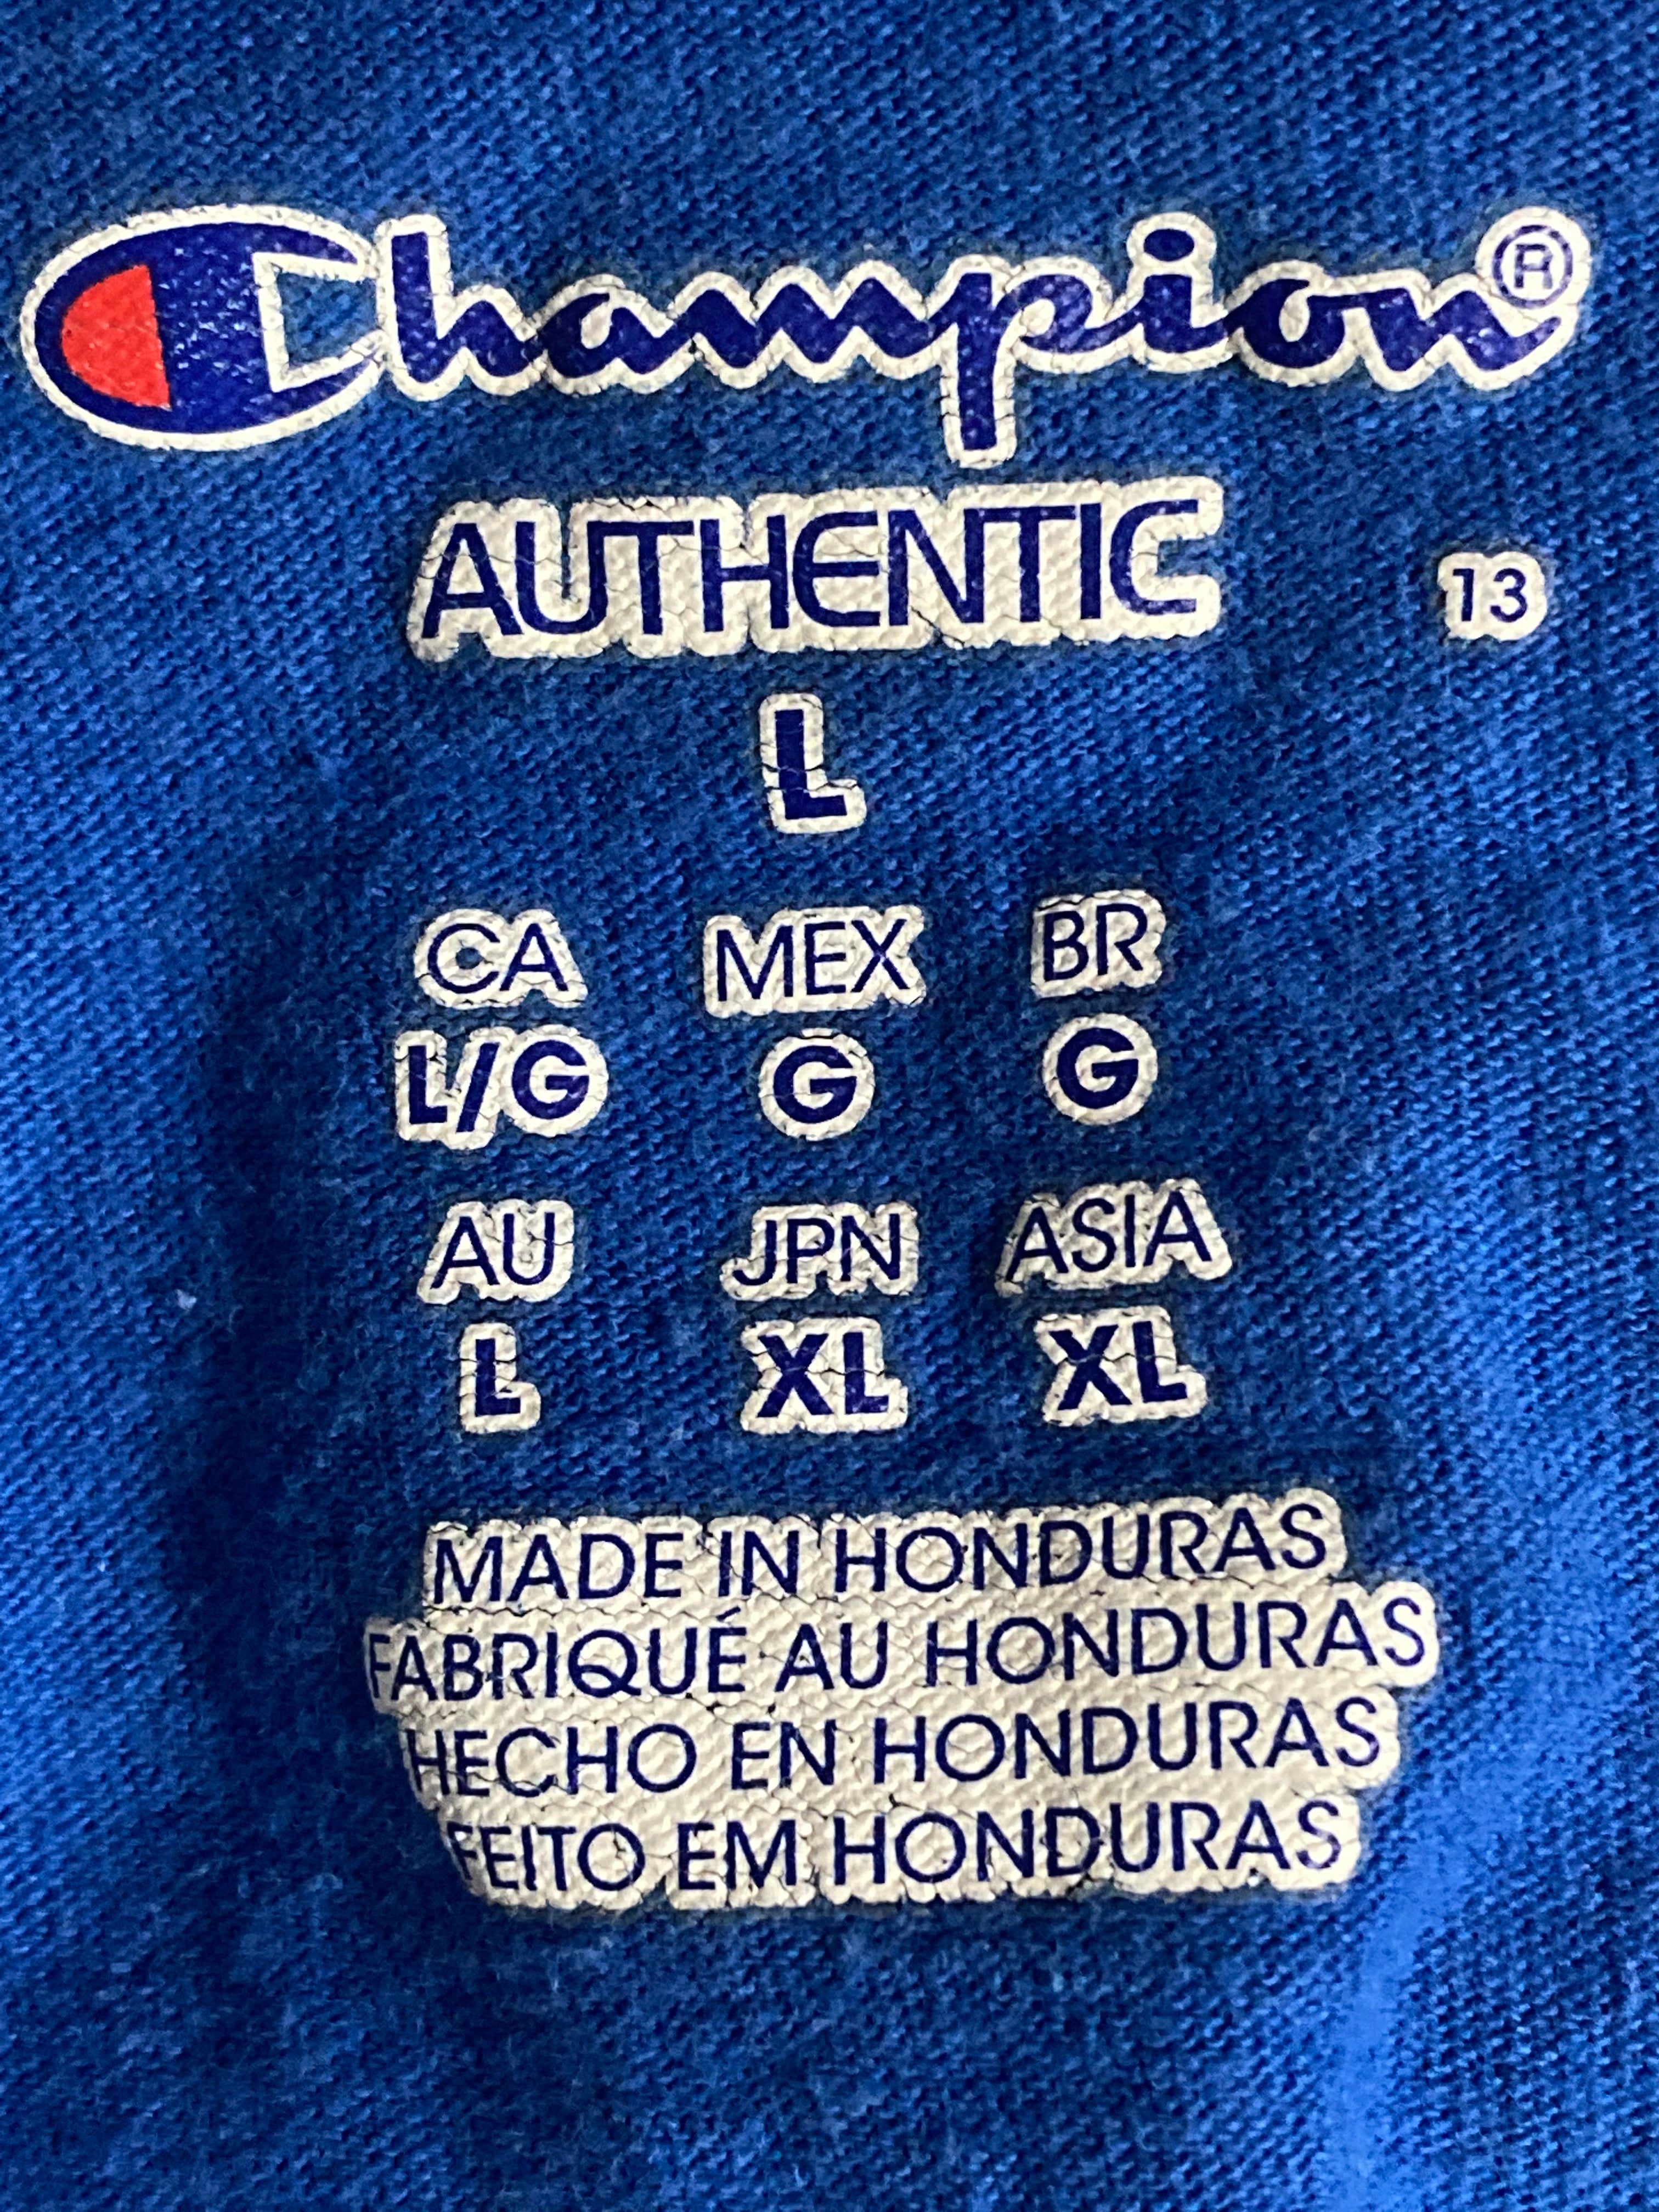 Champion®
AUTHENTIC 13
L
CA MEX BR
L/G G G
AU JPN ASIA
L XL XL
MADE IN HONDURAS
FABRIQUÉ AU HONDURAS
HECHO EN HONDURAS
FEITO EM HONDURAS